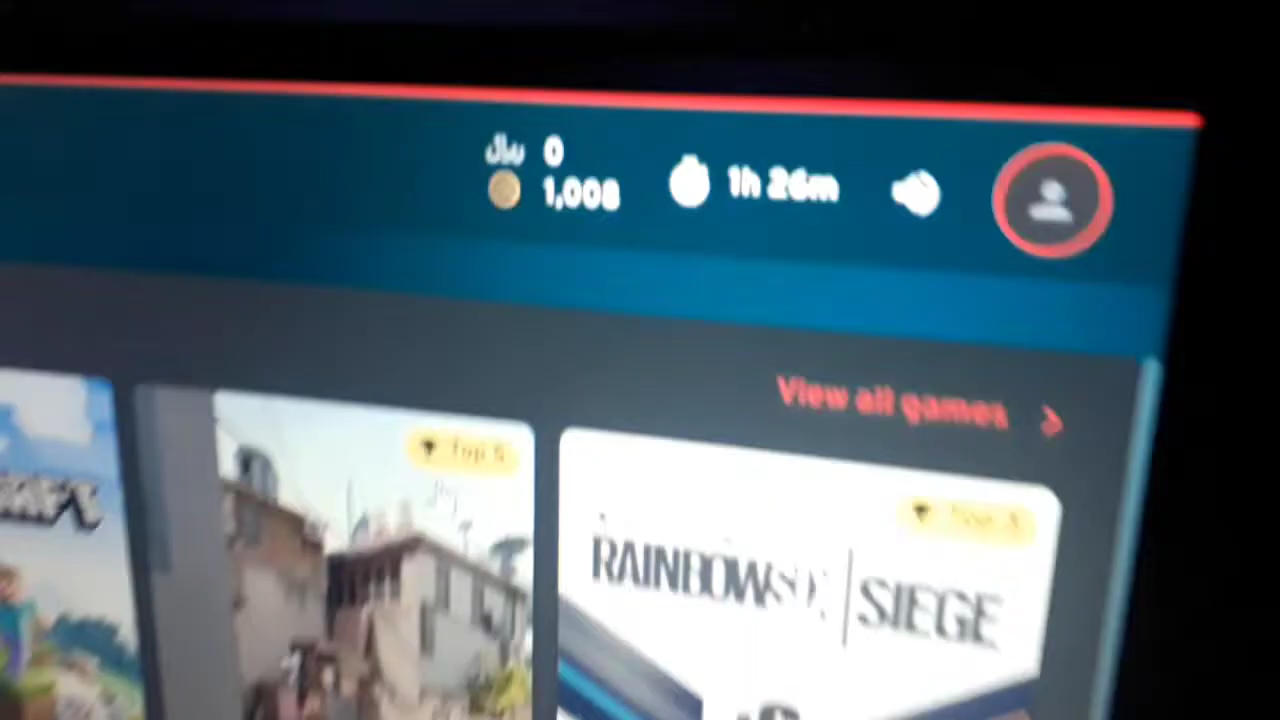 ريال 0
1,008
1h 26m
View all games
Top 5
RAINBOW SIX | SIEGE